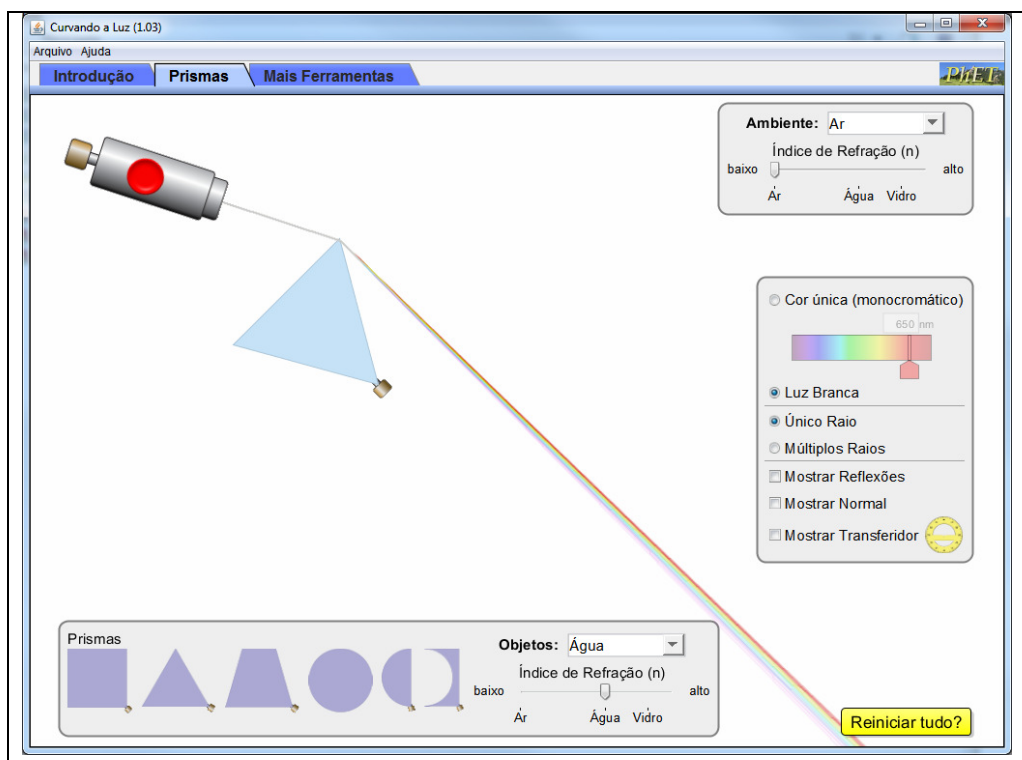 Curvando a Luz (1.03)
Arquivo Ajuda
Introdução Prismas Mais Ferramentas
PhET
Ambiente: Ar
Índice de Refração (n)
baixo alto
Ar Água Vidro
Cor única (monocromático)
650 nm
Luz Branca
Único Raio
Múltiplos Raios
Mostrar Reflexões
Mostrar Normal
Mostrar Transferidor
Prismas
Objetos: Água
Índice de Refração (n)
baixo alto
Ar Água Vidro
Reiniciar tudo?